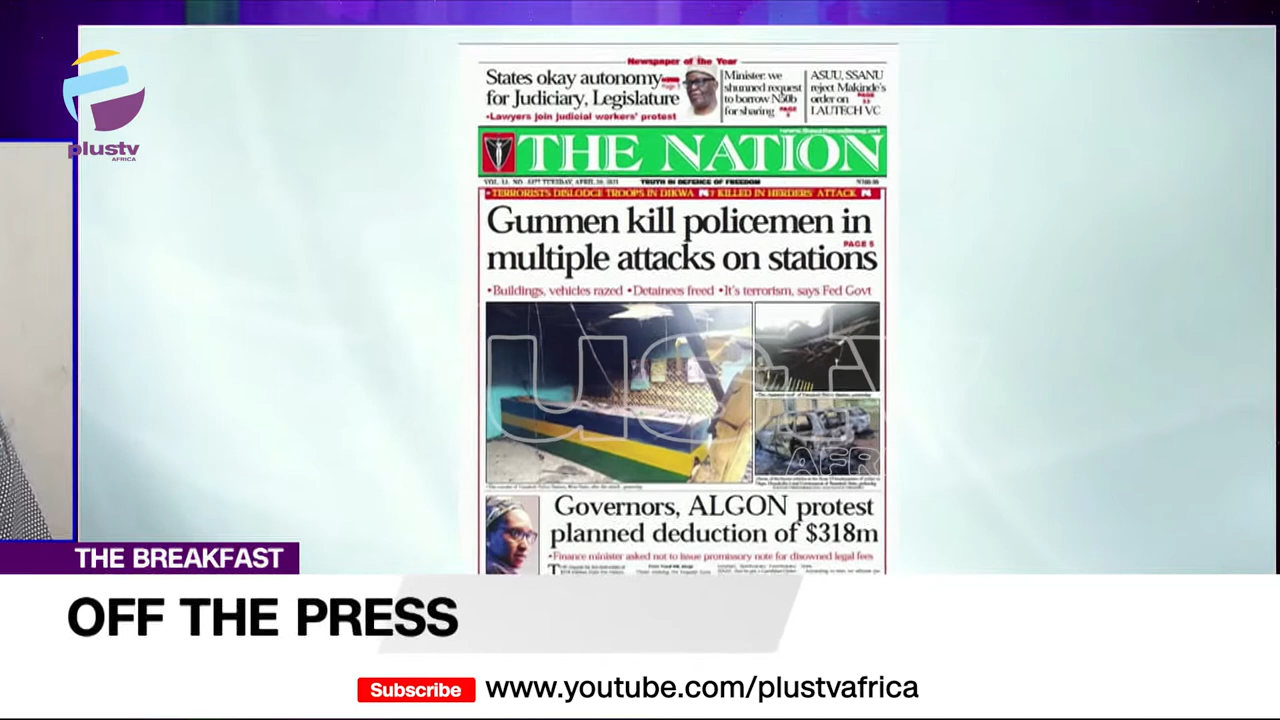 plustv
AFRICA
Newspaper of the Year
States okay autonomy
for Judiciary, Legislature
•Lawyers join judicial workers' protest
Minister: we
shunned request
to borrow N50b
for sharing PAGE
ASUU, SSANU
reject Makinde's
order on PAGE
LAUTECH VC
THE NATION
TRUTH IN DEFENCE OF FREEDOM
•TERRORISTS DISLODGE TROOPS IN DIKWA 7 KILLED IN HERDERS' ATTACK
Gunmen kill policemen in
PAGE 5
multiple attacks on stations
•Buildings, vehicles razed •Detainees freed •It's terrorism, says Fed Govt
AFR
Governors, ALGON protest
planned deduction of $318m
•Finance minister asked not to issue promissory note for disowned legal fees
THE BREAKFAST
OFF THE PRESS
Subscribe www.youtube.com/plustvafrica